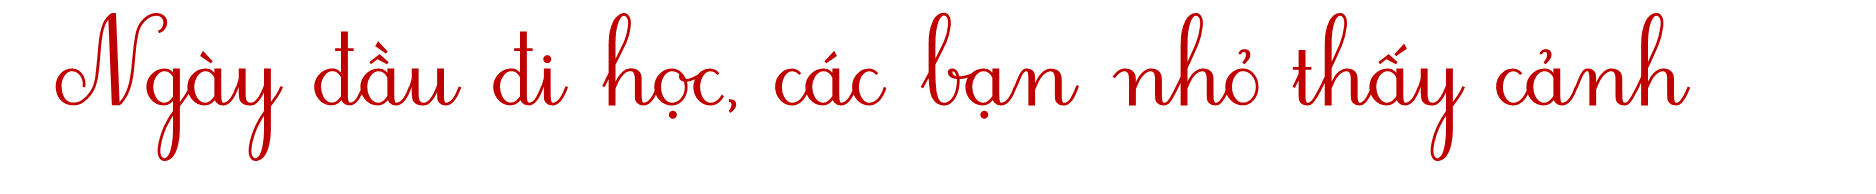 Ngày đầu đi học, các bạn nhỏ thấy cảnh